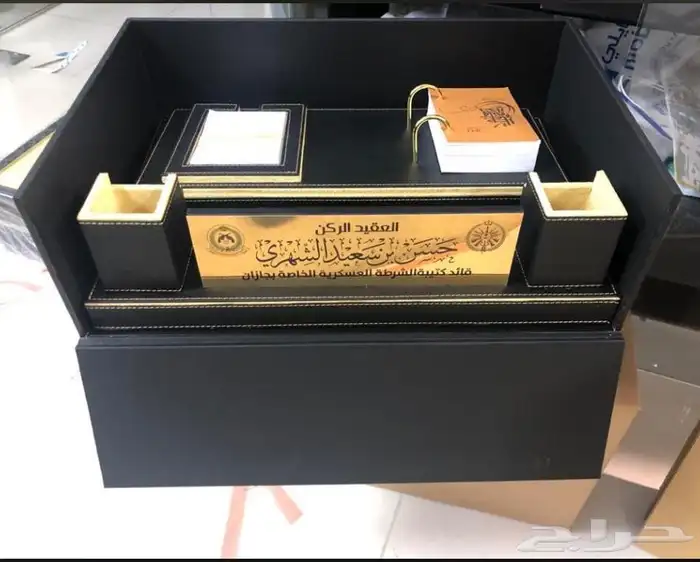 العقيد الركن
حسن بن سعيد الشهري
قائد كتيبة الشرطة العسكرية الخاصة بجازان
حراج